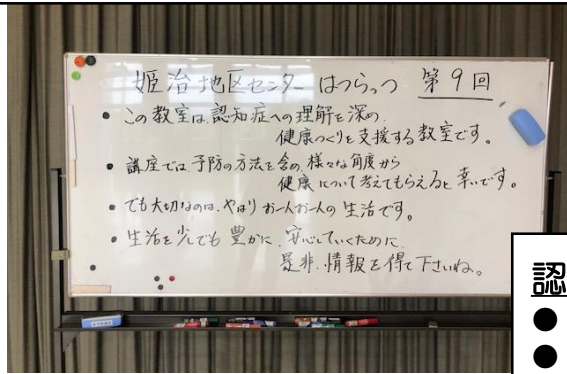 姫治地区センター はつらっつ 第9回
• この教室は、認知症への理解を深め、
健康づくりを支援する教室です。
• 講座では、予防の方法を含め、様々な角度から
健康について考えてもらえると幸いです。
• でも大切なのは、やはりお一人お一人の生活です。
• 生活を少しでも豊かに、安心していくために、
是非、情報を得て下さいね。
認
●
●